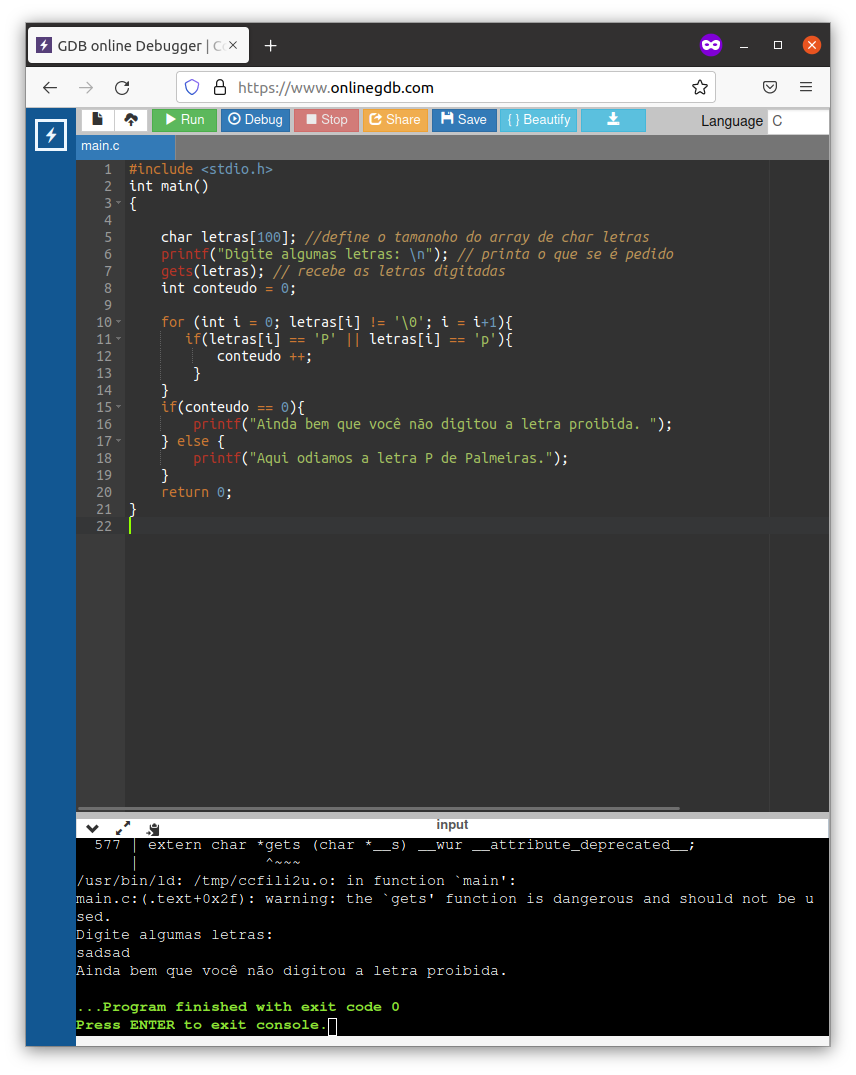 GDB online Debugger | C
https://www.onlinegdb.com
Run Debug Stop Share Save { } Beautify Language C
main.c
1 #include <stdio.h>
2 int main()
3 {
4
5     char letras[100]; //define o tamanoho do array de char letras
6     printf("Digite algumas letras: \n"); // printa o que se é pedido
7     gets(letras); // recebe as letras digitadas
8     int conteudo = 0;
9
10     for (int i = 0; letras[i] != '\0'; i = i+1){
11        if(letras[i] == 'P' || letras[i] == 'p'){
12            conteudo ++;
13         }
14     }
15     if(conteudo == 0){
16         printf("Ainda bem que você não digitou a letra proibida. ");
17     } else {
18         printf("Aqui odiamos a letra P de Palmeiras.");
19     }
20     return 0;
21 }
22
input
577 | extern char *gets (char *__s) __wur __attribute_deprecated__;
|              ^~~~
/usr/bin/ld: /tmp/ccfili2u.o: in function `main':
main.c:(.text+0x2f): warning: the `gets' function is dangerous and should not be u
sed.
Digite algumas letras:
sadsad
Ainda bem que você não digitou a letra proibida.
...Program finished with exit code 0
Press ENTER to exit console.